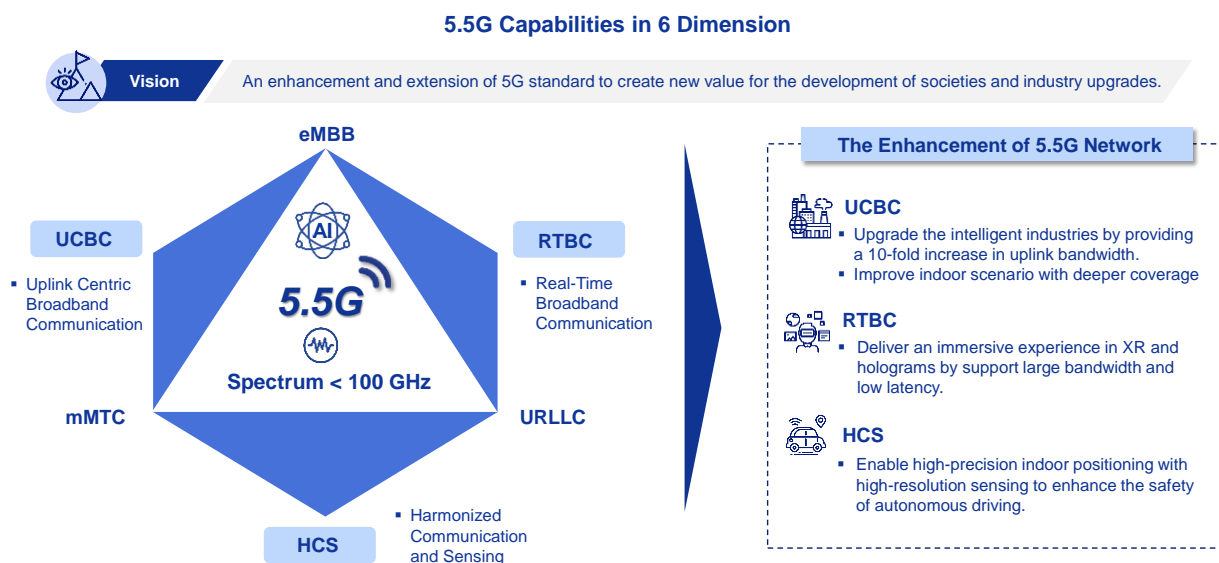 5.5G Capabilities in 6 Dimension
Vision
An enhancement and extension of 5G standard to create new value for the development of societies and industry upgrades.
eMBB
UCBC
▪ Uplink Centric
Broadband
Communication
AI
5.5G
Spectrum < 100 GHz
RTBC
▪ Real-Time
Broadband
Communication
mMTC
URLLC
HCS
▪ Harmonized
Communication
and Sensing
The Enhancement of 5.5G Network
UCBC
▪ Upgrade the intelligent industries by providing
a 10-fold increase in uplink bandwidth.
▪ Improve indoor scenario with deeper coverage
RTBC
▪ Deliver an immersive experience in XR and
holograms by support large bandwidth and
low latency.
HCS
▪ Enable high-precision indoor positioning with
high-resolution sensing to enhance the safety
of autonomous driving.